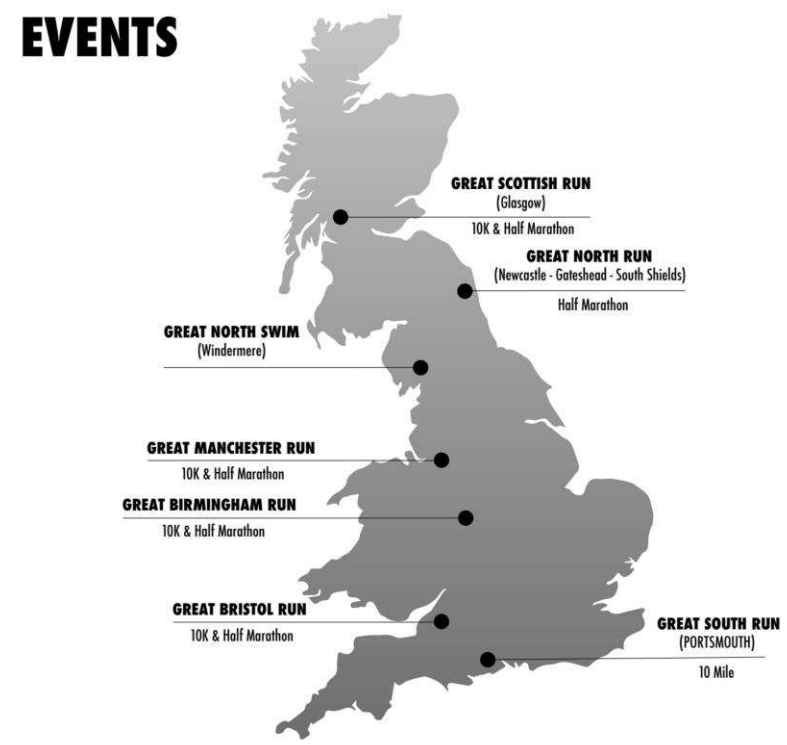 EVENTS
GREAT SCOTTISH RUN
(Glasgow)
10K & Half Marathon
GREAT NORTH RUN
(Newcastle - Gateshead - South Shields)
Half Marathon
GREAT NORTH SWIM
(Windermere)
GREAT MANCHESTER RUN
10K & Half Marathon
GREAT BIRMINGHAM RUN
10K & Half Marathon
GREAT BRISTOL RUN
10K & Half Marathon
GREAT SOUTH RUN
(PORTSMOUTH)
10 Mile